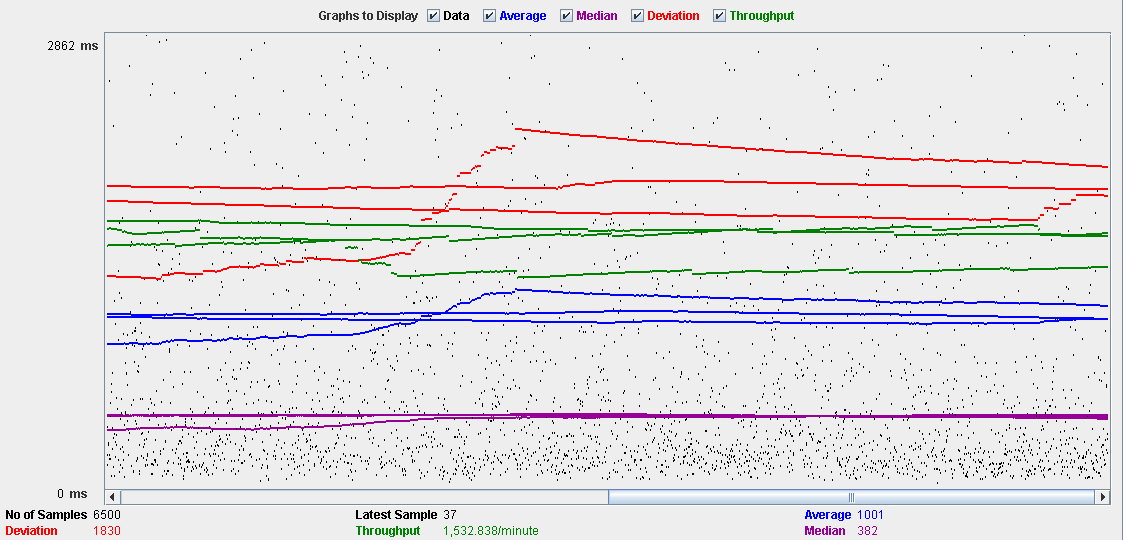 Graphs to Display Data Average Median Deviation Throughput
2862 ms
0 ms
No of Samples 6500 Latest Sample 37 Average 1001
Deviation 1830 Throughput 1,532.838/minute Median 382